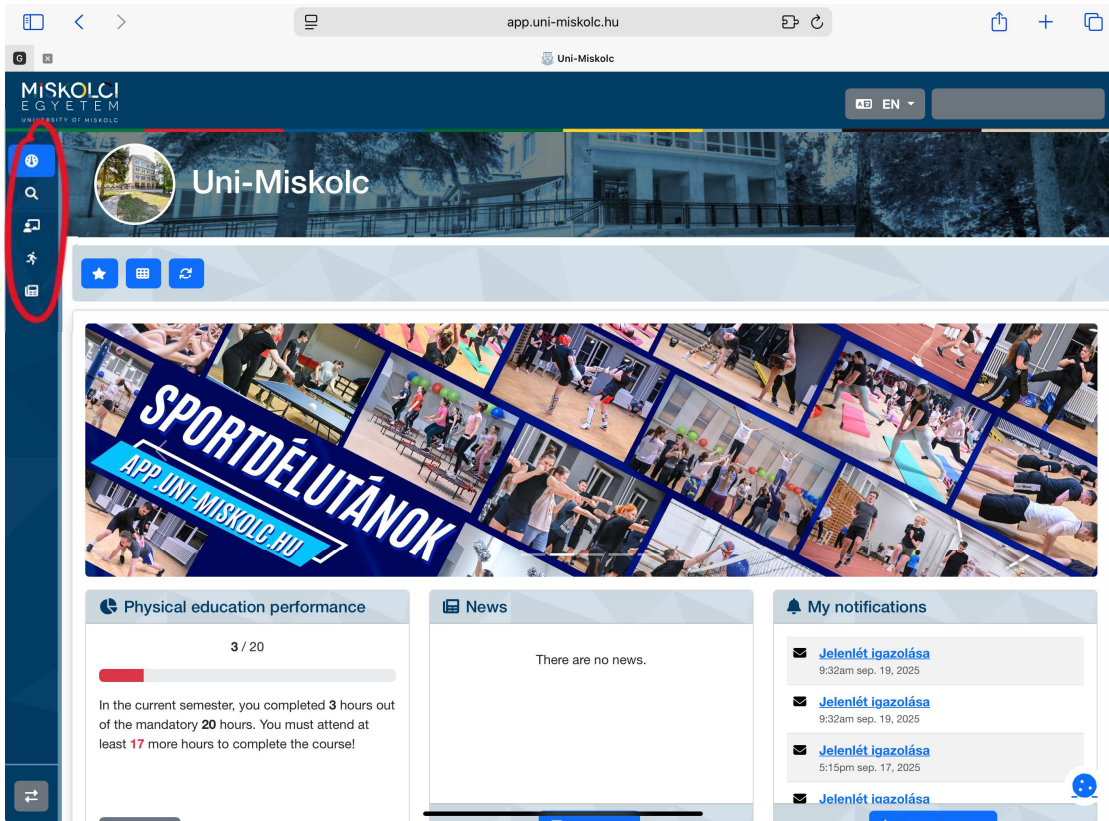 app.uni-miskolc.hu
G
Uni-Miskolc
MISKOLCI
EGYETEM
UNIVERSITY OF MISKOLC
EN
Uni-Miskolc
SPORTDÉLUTÁNOK
APP.UNI-MISKOLC.HU
Physical education performance
3 / 20
In the current semester, you completed 3 hours out
of the mandatory 20 hours. You must attend at
least 17 more hours to complete the course!
News
There are no news.
My notifications
Jelenlét igazolása
9:32am sep. 19, 2025
Jelenlét igazolása
9:32am sep. 19, 2025
Jelenlét igazolása
5:15pm sep. 17, 2025
Jelenlét igazolása